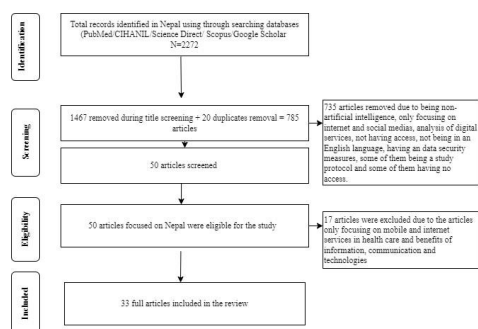 Identification
Total records identified in Nepal using through searching databases
(PubMed/CIHANIL/Science Direct/ Scopus/Google Scholar
N=2272
Screening
1467 removed during title screening + 20 duplicates removal = 785
articles
735 articles removed due to being non-
artificial intelligence, only focusing on
internet and social medias, analysis of digital
services, not having access, not being in an
English language, having an data security
measures, some of them being a study
protocol and some of them having no
access.
50 articles screened
Eligibility
50 articles focused on Nepal were eligible for the study
17 articles were excluded due to the articles
only focusing on mobile and internet
services in health care and benefits of
information, communication and
technologies
Included
33 full articles included in the review